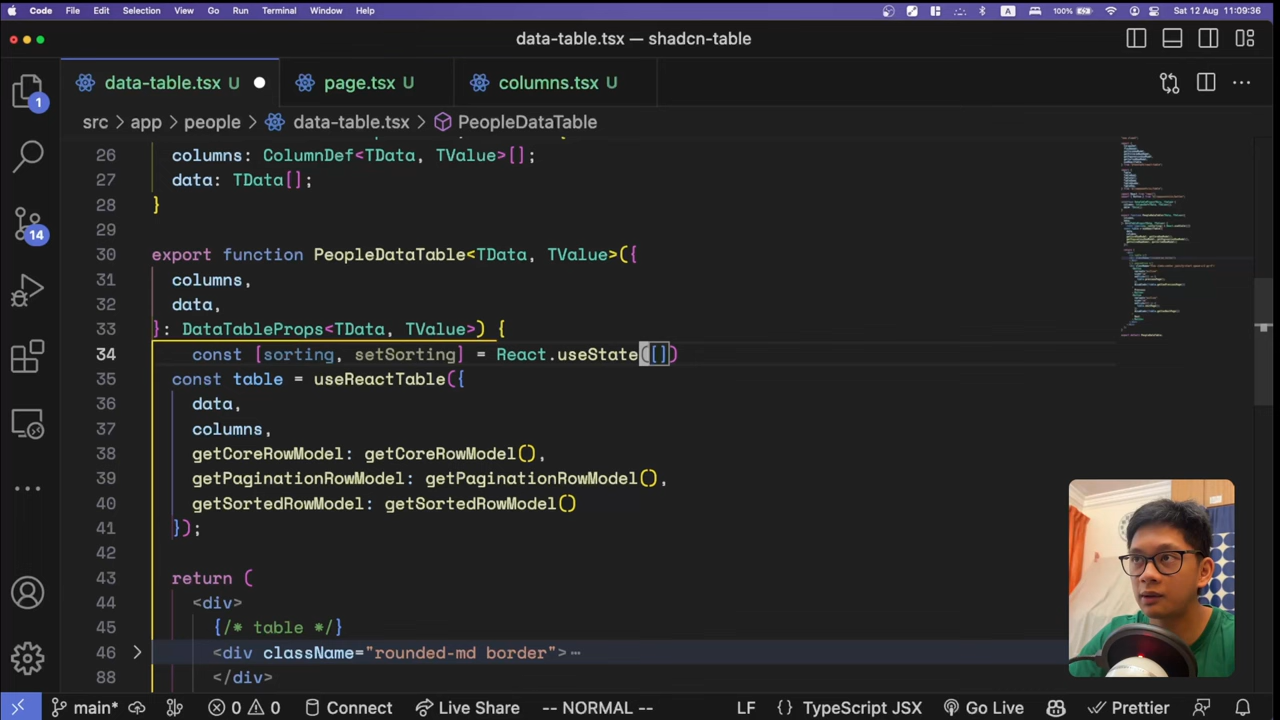 Code File Edit Selection View Go Run Terminal Window Help A 100% Sat 12 Aug 11:09:36
data-table.tsx — shadcn-table
data-table.tsx U page.tsx U columns.tsx U
1
src > app > people > data-table.tsx > PeopleDataTable
26 columns: ColumnDef<TData, TValue>[];
27 data: TData[];
28 }
29
30 export function PeopleDataTable<TData, TValue>({
31 columns,
32 data,
33 }: DataTableProps<TData, TValue>) {
34 const [sorting, setSorting] = React.useState([])
35 const table = useReactTable({
36 data,
37 columns,
38 getCoreRowModel: getCoreRowModel(),
39 getPaginationRowModel: getPaginationRowModel(),
40 getSortedRowModel: getSortedRowModel()
41 });
42
43 return (
44 <div>
45 {/* table */}
46 <div className="rounded-md border">…
88 </div>
14
main* 0 0 Connect Live Share -- NORMAL -- LF {} TypeScript JSX Go Live Prettier